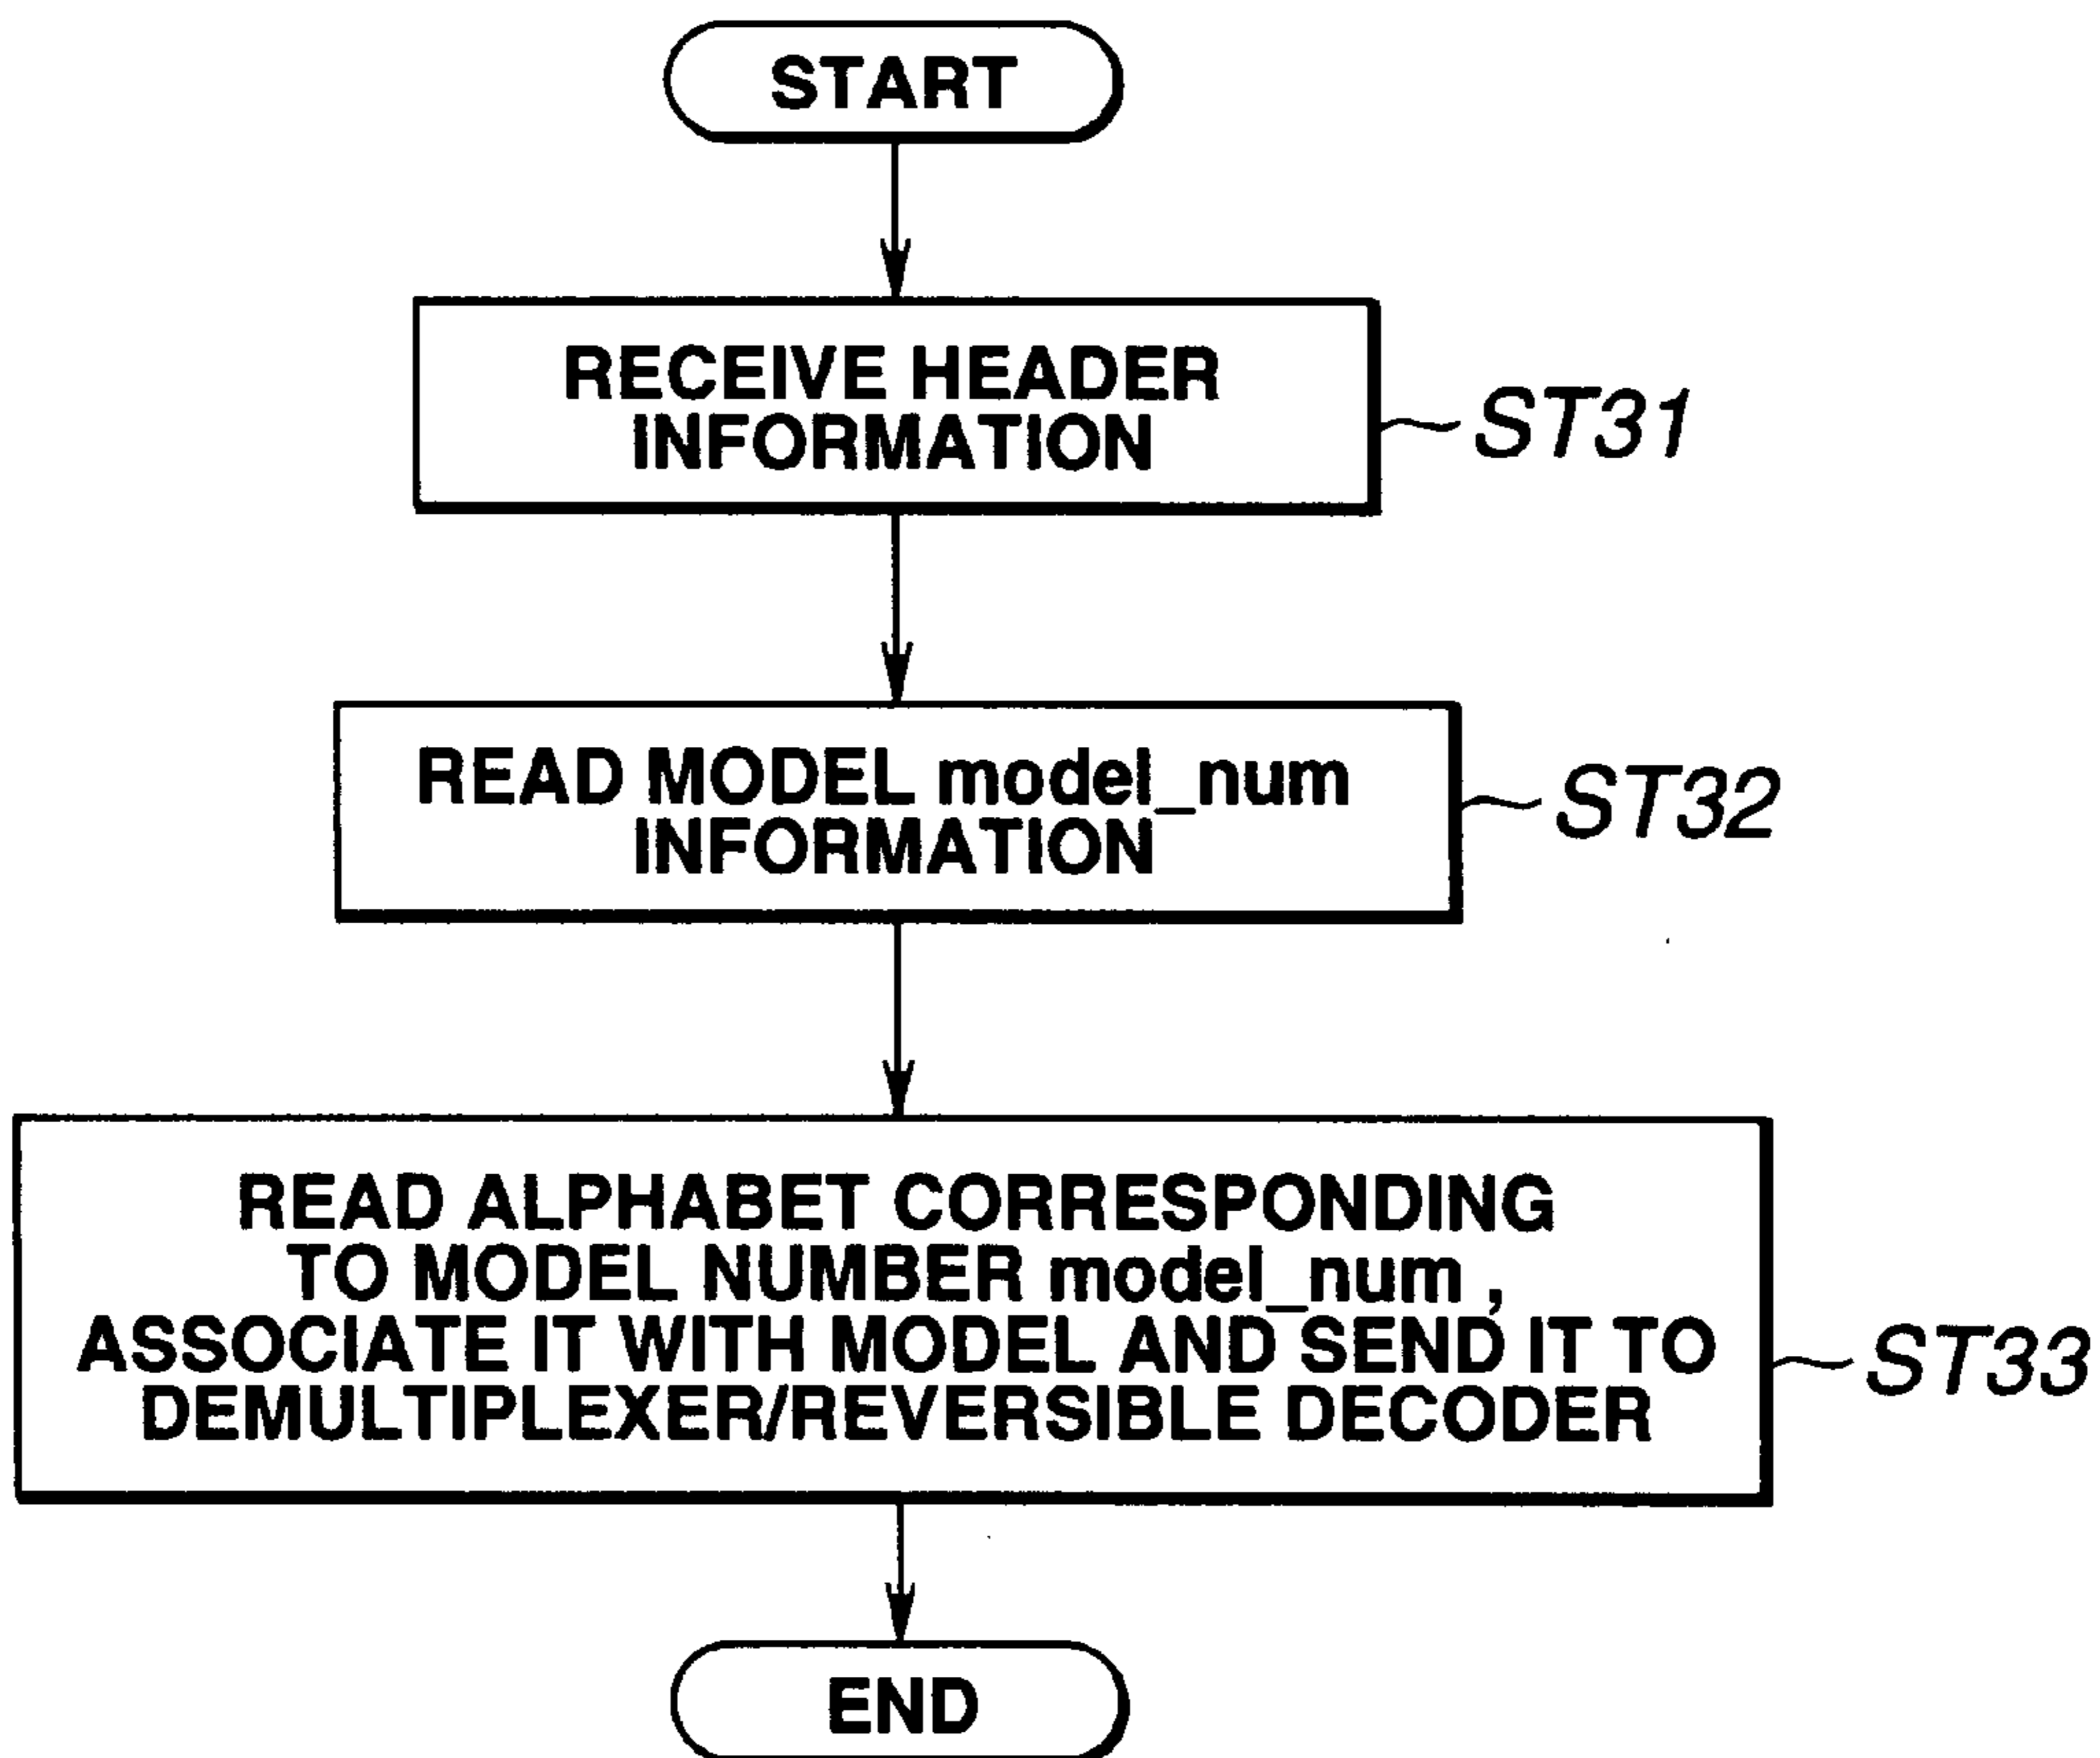 START
RECEIVE HEADER
INFORMATION
ST31
READ MODEL model_num
INFORMATION
ST32
READ ALPHABET CORRESPONDING
TO MODEL NUMBER model_num ,
ASSOCIATE IT WITH MODEL AND SEND IT TO
DEMULTIPLEXER/REVERSIBLE DECODER
ST33
END